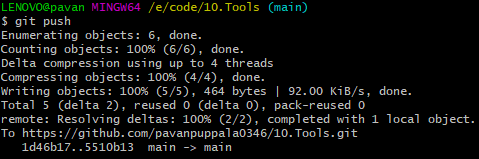 LENOVO@pavan MINGW64 /e/code/10.Tools (main)
$ git push
Enumerating objects: 6, done.
Counting objects: 100% (6/6), done.
Delta compression using up to 4 threads
Compressing objects: 100% (4/4), done.
Writing objects: 100% (5/5), 464 bytes | 92.00 KiB/s, done.
Total 5 (delta 2), reused 0 (delta 0), pack-reused 0
remote: Resolving deltas: 100% (2/2), completed with 1 local object.
To https://github.com/pavanpuppala0346/10.Tools.git
   1d46b17..5510b13  main -> main